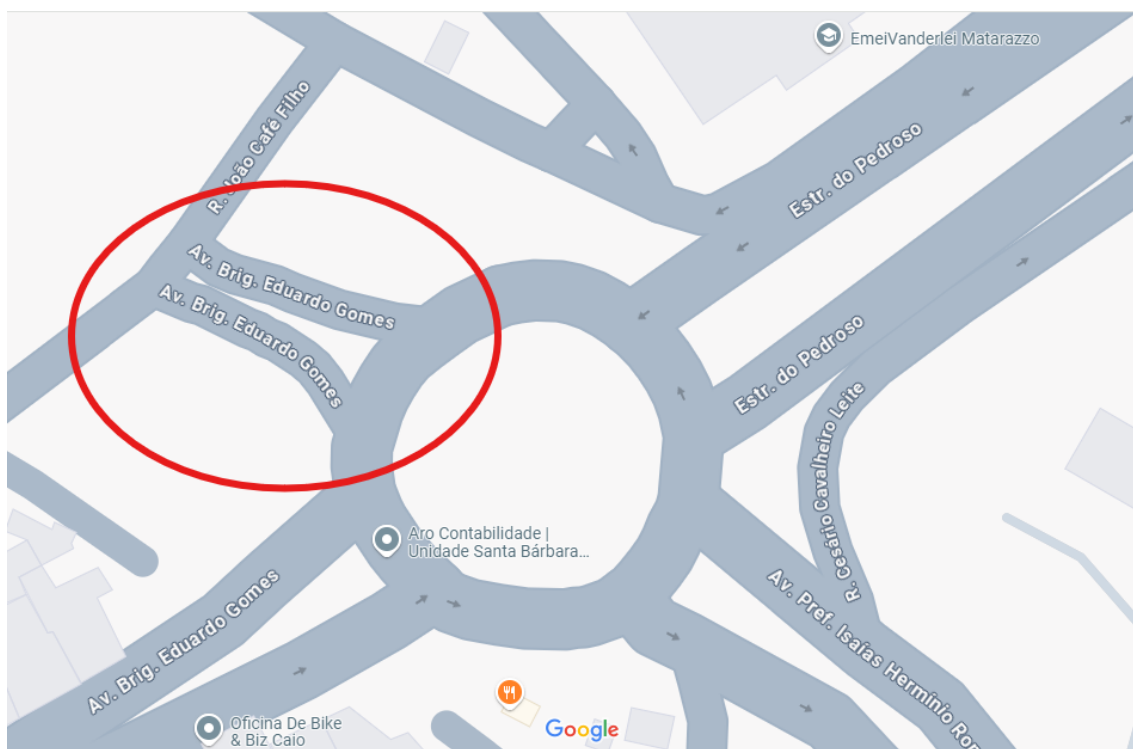 EmeiVanderlei Matarazzo
R. João Café Filho
Estr. do Pedroso
Av. Brig. Eduardo Gomes
Av. Brig. Eduardo Gomes
Estr. do Pedroso
R. Cesário Cavalheiro Leite
Aro Contabilidade |
Unidade Santa Bárbara...
Av. Brig. Eduardo Gomes
Av. Pref. Isaías Hermínio Ron
Oficina De Bike
& Biz Caio
Google